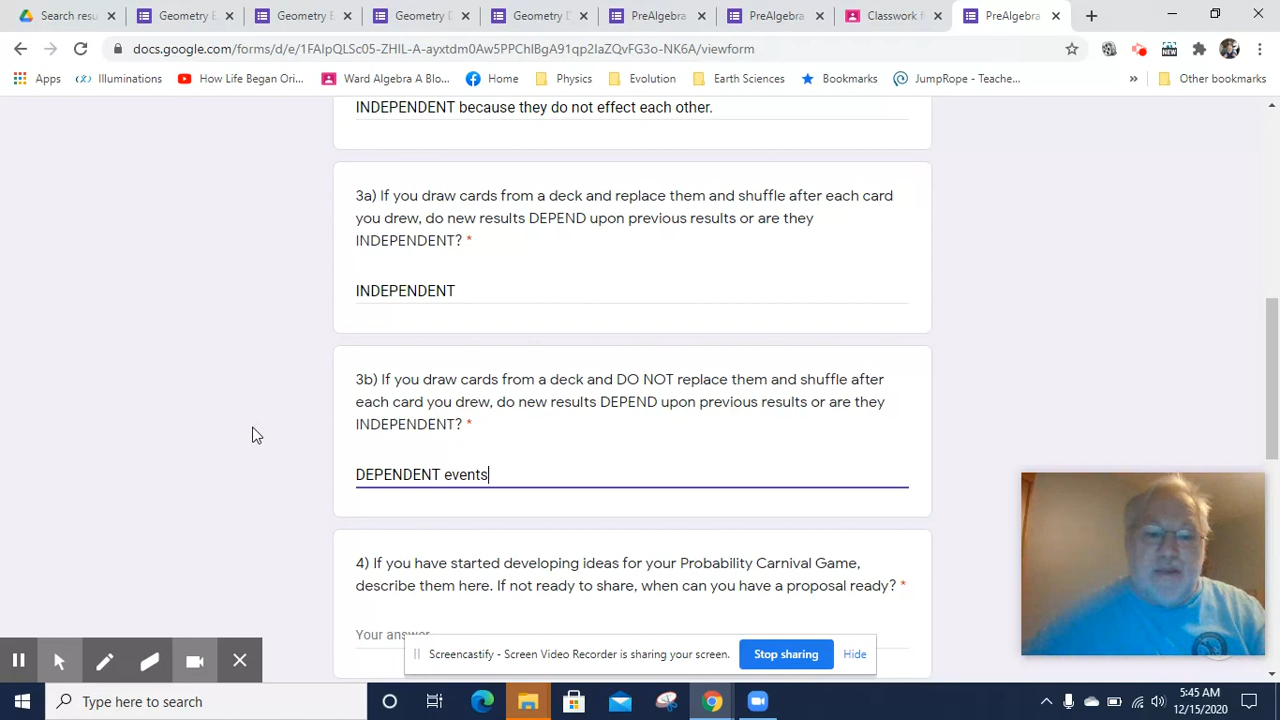 Search resu
Geometry E
Geometry E
Geometry D
Geometry D
PreAlgebra
PreAlgebra
Classwork f
PreAlgebra
docs.google.com/forms/d/e/1FAIpQLSc05-ZHIL-A-ayxtdm0Aw5PPChlBgA91qp2IaZQvFG3o-NK6A/viewform
NEW
Apps
Illuminations
How Life Began Ori...
Ward Algebra A Blo...
Home
Physics
Evolution
Earth Sciences
Bookmarks
JumpRope - Teache...
»
Other bookmarks
INDEPENDENT because they do not effect each other.
3a) If you draw cards from a deck and replace them and shuffle after each card
you drew, do new results DEPEND upon previous results or are they
INDEPENDENT? *
INDEPENDENT
3b) If you draw cards from a deck and DO NOT replace them and shuffle after
each card you drew, do new results DEPEND upon previous results or are they
INDEPENDENT? *
DEPENDENT events
4) If you have started developing ideas for your Probability Carnival Game,
describe them here. If not ready to share, when can you have a proposal ready? *
Your answer
Screencastify - Screen Video Recorder is sharing your screen.
Stop sharing
Hide
Type here to search
5:45 AM
12/15/2020